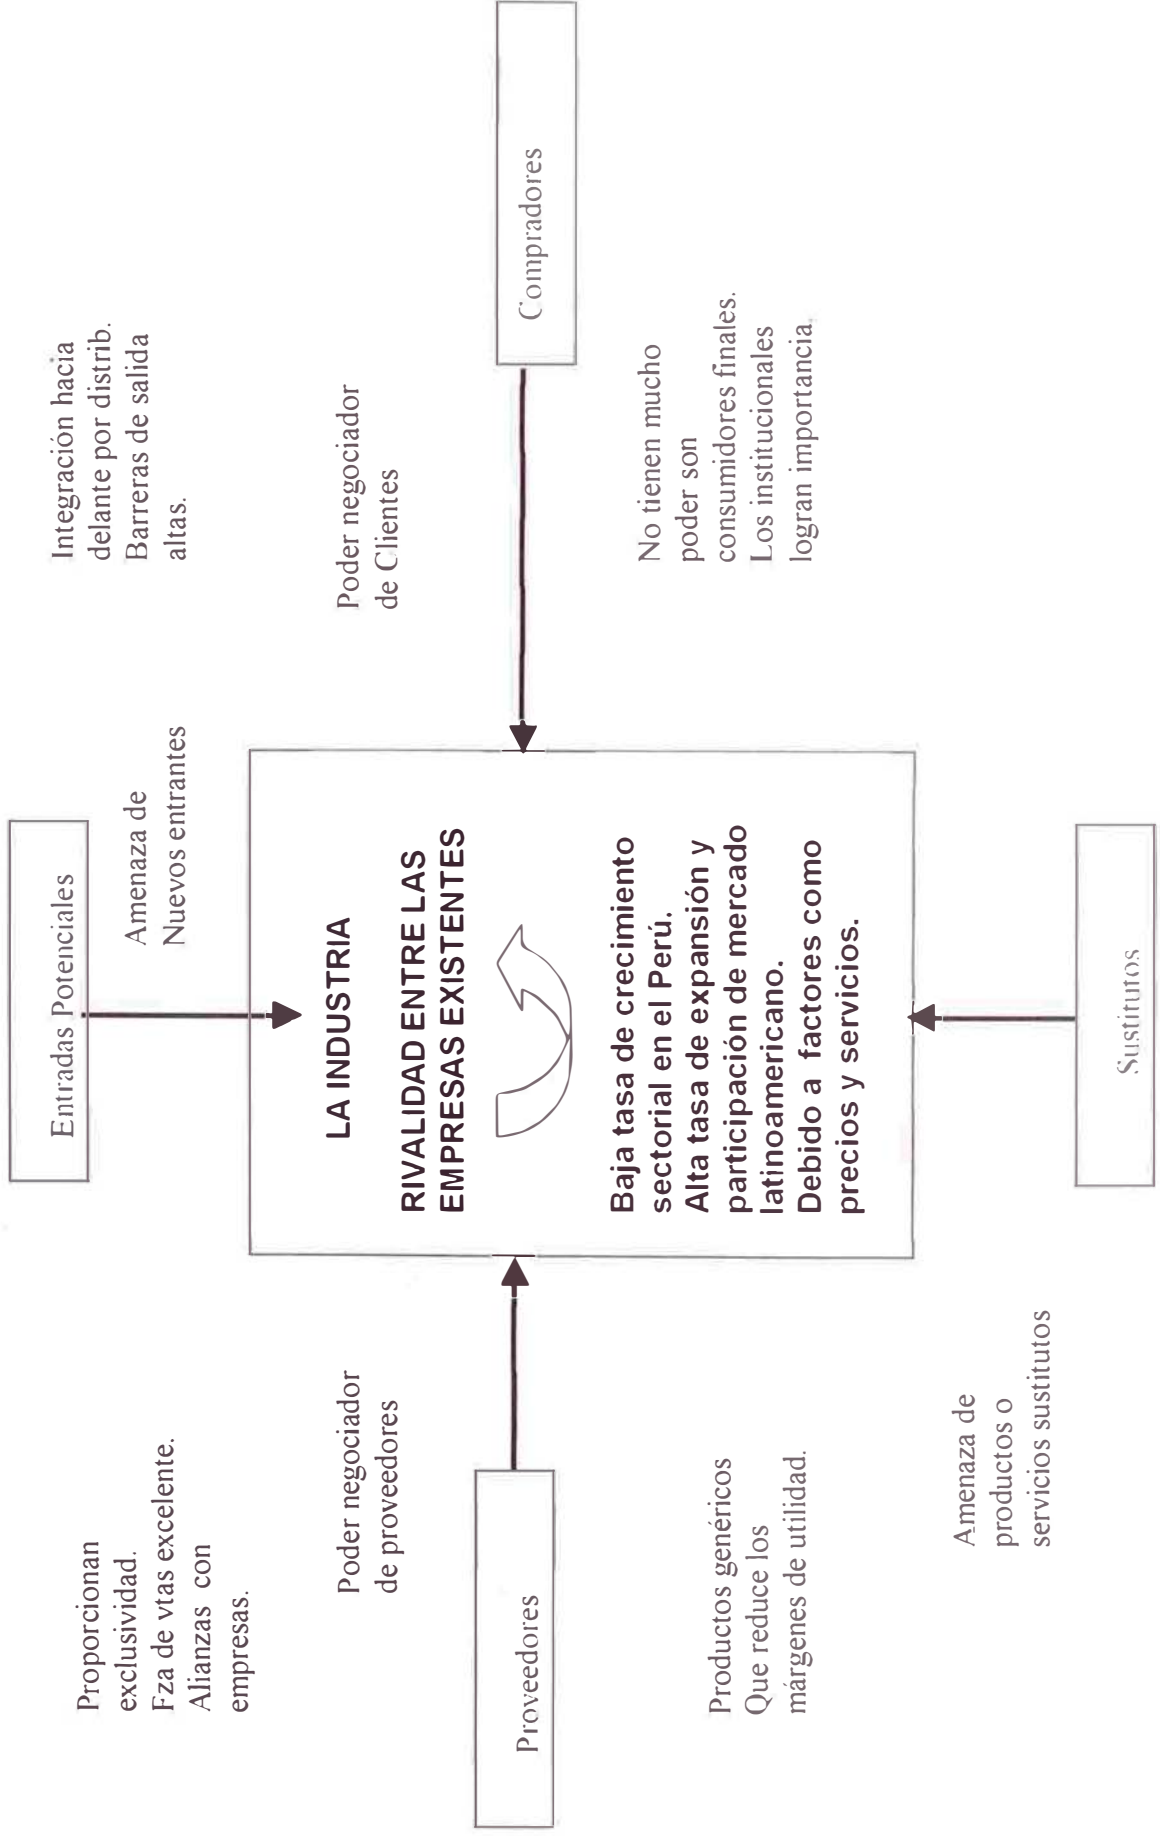 Entradas Potenciales
Amenaza de
Nuevos entrantes
Proporcionan
exclusividad.
Fza de vtas excelente.
Alianzas con
empresas.
Integración hacia
delante por distrib.
Barreras de salida
altas.
Poder negociador
de proveedores
Poder negociador
de Clientes
Proveedores
LA INDUSTRIA
RIVALIDAD ENTRE LAS
EMPRESAS EXISTENTES
Baja tasa de crecimiento
sectorial en el Perú.
Alta tasa de expansión y
participación de mercado
latinoamericano.
Debido a factores como
precios y servicios.
Compradores
Productos genéricos
Que reduce los
márgenes de utilidad.
No tienen mucho
poder son
consumidores finales.
Los institucionales
logran importancia.
Amenaza de
productos o
servicios sustitutos
Sustitutos